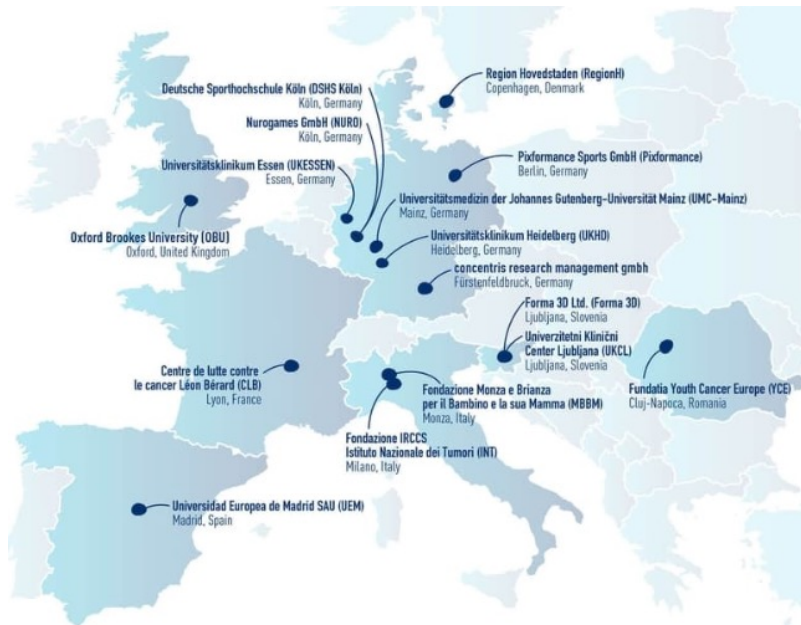 Region Hovedstaden (RegionH)
Copenhagen, Denmark
Deutsche Sporthochschule Köln (DSHS Köln)
Köln, Germany
Nurogames GmbH (NURO)
Köln, Germany
Universitätsklinikum Essen (UKESSEN)
Essen, Germany
Pixformance Sports GmbH (Pixformance)
Berlin, Germany
Universitätsmedizin der Johannes Gutenberg-Universität Mainz (UMC-Mainz)
Mainz, Germany
Oxford Brookes University (OBU)
Oxford, United Kingdom
Universitätsklinikum Heidelberg (UKHD)
Heidelberg, Germany
concentris research management gmbh
Fürstenfeldbruck, Germany
Forma 3D Ltd. (Forma 3D)
Ljubljana, Slovenia
Univerzitetni Klinični
Center Ljubljana (UKCL)
Ljubljana, Slovenia
Centre de lutte contre
le cancer Léon Bérard (CLB)
Lyon, France
Fondazione Monza e Brianza
per il Bambino e la sua Mamma (MBBM)
Monza, Italy
Fundatia Youth Cancer Europe (YCE)
Cluj-Napoca, Romania
Fondazione IRCCS
Istituto Nazionale dei Tumori (INT)
Milano, Italy
Universidad Europea de Madrid SAU (UEM)
Madrid, Spain